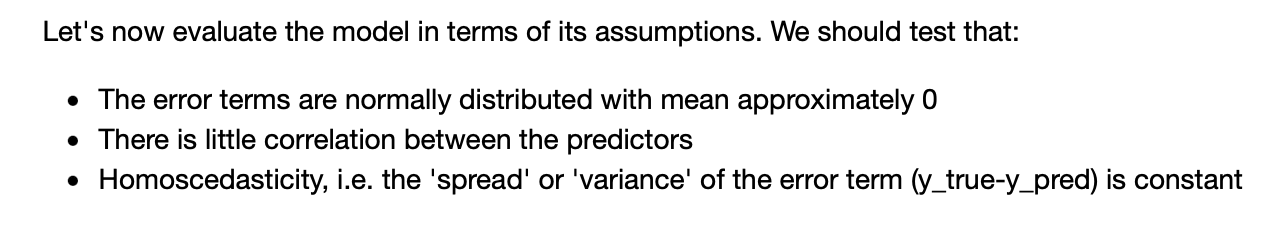 Let's now evaluate the model in terms of its assumptions. We should test that:
• The error terms are normally distributed with mean approximately 0
• There is little correlation between the predictors
• Homoscedasticity, i.e. the 'spread' or 'variance' of the error term (y_true-y_pred) is constant